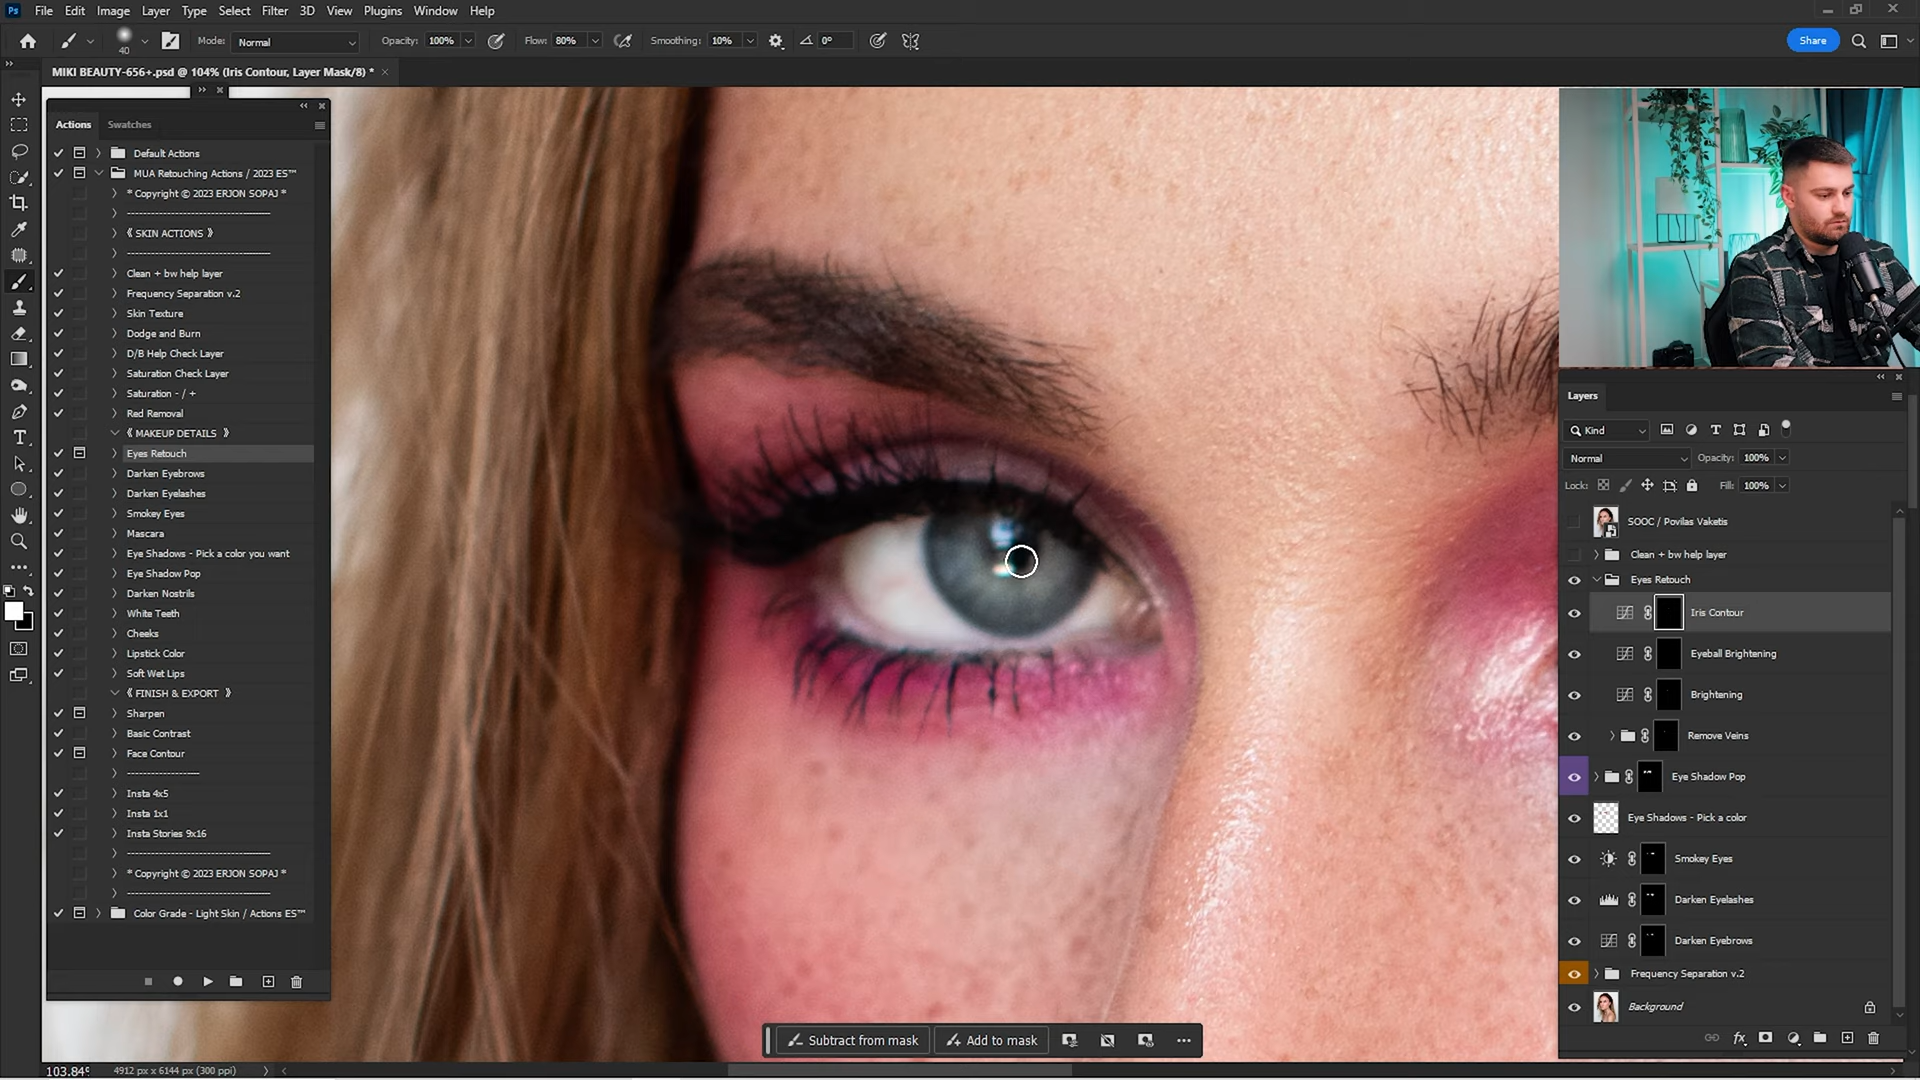 Ps File Edit Image Layer Type Select Filter 3D View Plugins Window Help
40 Mode: Normal Opacity: 100% Flow: 80% Smoothing: 10% 0° Share
MIKI BEAUTY-656+.psd @ 104% (Iris Contour, Layer Mask/8) *
Actions Swatches
Default Actions
MUA Retouching Actions / 2023 ES™
* Copyright © 2023 ERJON SOPAJ *
-----------------------------------
《 SKIN ACTIONS 》
-----------------------------------
Clean + bw help layer
Frequency Separation v.2
Skin Texture
Dodge and Burn
D/B Help Check Layer
Saturation Check Layer
Saturation - / +
Red Removal
《 MAKEUP DETAILS 》
Eyes Retouch
Darken Eyebrows
Darken Eyelashes
Smokey Eyes
Mascara
Eye Shadows - Pick a color you want
Eye Shadow Pop
Darken Nostrils
White Teeth
Cheeks
Lipstick Color
Soft Wet Lips
《 FINISH & EXPORT 》
Sharpen
Basic Contrast
Face Contour
------------------
Insta 4x5
Insta 1x1
Insta Stories 9x16
-----------------------------------
* Copyright © 2023 ERJON SOPAJ *
-----------------------------------
Color Grade - Light Skin / Actions ES™
Layers
Kind
Normal Opacity: 100%
Lock: Fill: 100%
SOOC / Povilas Vaketis
Clean + bw help layer
Eyes Retouch
Iris Contour
Eyeball Brightening
Brightening
Remove Veins
Eye Shadow Pop
Eye Shadows - Pick a color
Smokey Eyes
Darken Eyelashes
Darken Eyebrows
Frequency Separation v.2
Background
Subtract from mask Add to mask
103.84% 4912 px x 6144 px (300 ppi)